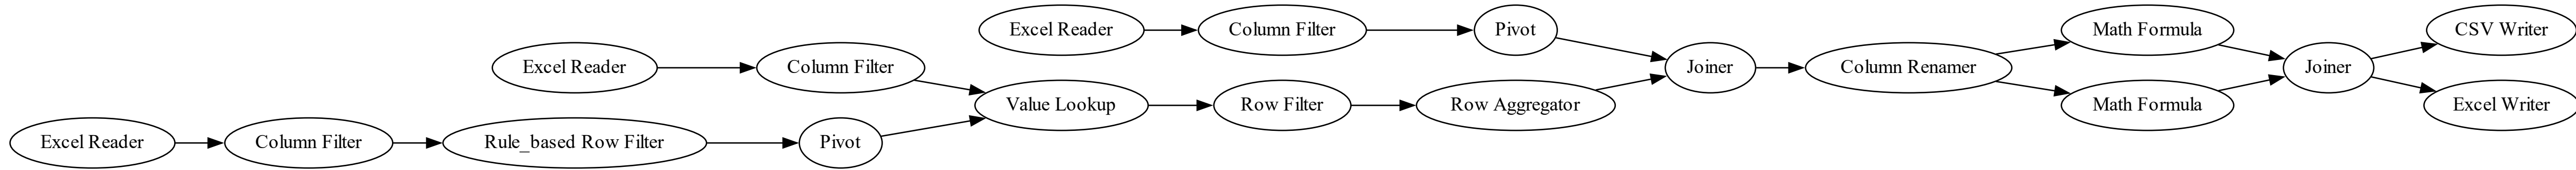 Excel Reader
Column Filter
Pivot
Excel Reader
Column Filter
Joiner
Column Renamer
Math Formula
Joiner
CSV Writer
Value Lookup
Row Filter
Row Aggregator
Math Formula
Excel Writer
Excel Reader
Column Filter
Rule_based Row Filter
Pivot